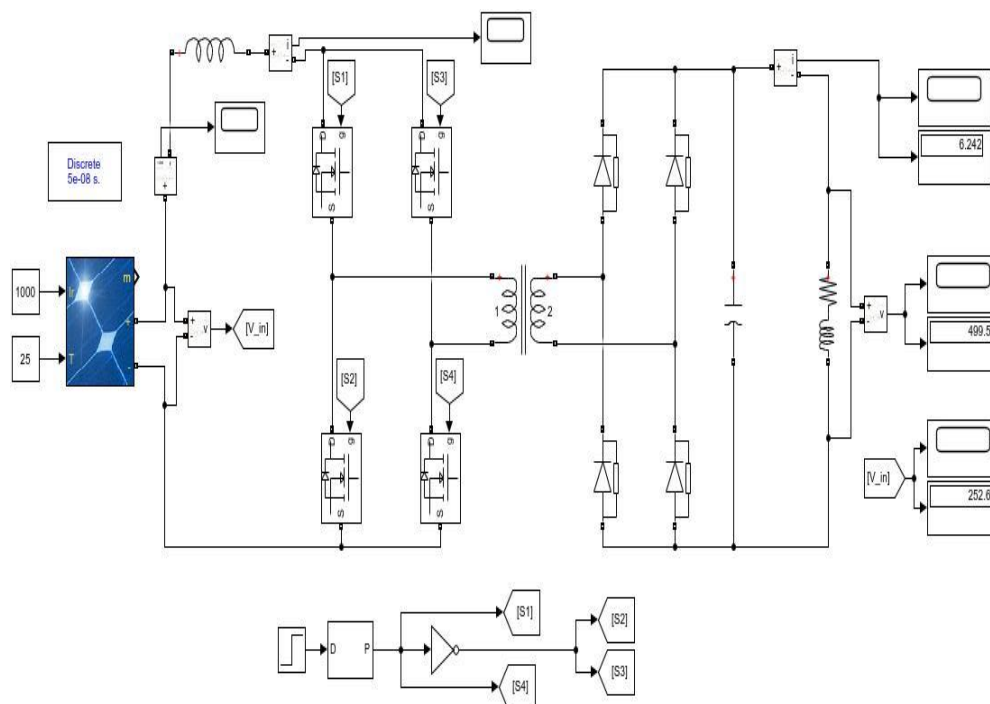 i
[S1]
[S3]
Discrete
5e-08 s.
g
D
S
g
D
S
i
6.242
1000
Ir
m
25
T
v
[V_in]
1
2
v
499.5
[S2]
[S4]
g
D
S
g
D
S
[V_in]
252.6
[S1]
D
P
[S2]
[S3]
[S4]